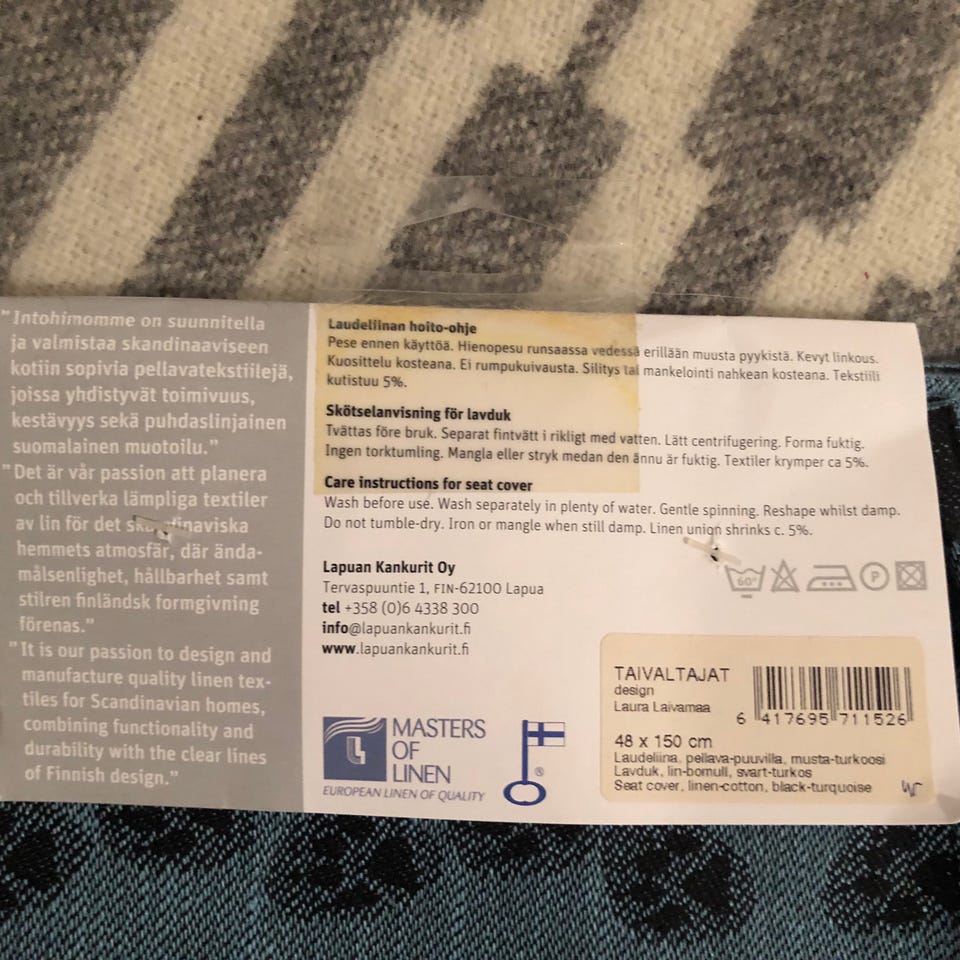 "Intohimomme on suunnitella
ja valmistaa skandinaaviseen
kotiin sopivia pellavatekstiilejä,
joissa yhdistyvät toimivuus,
kestävyys sekä puhdaslinjainen
suomalainen muotoilu."
"Det är vår passion att planera
och tillverka lämpliga textiler
av lin för det skandinaviska
hemmets atmosfär, där ända-
målsenlighet, hållbarhet samt
stilren finländsk formgivning
förenas."
"It is our passion to design and
manufacture quality linen tex-
tiles for Scandinavian homes,
combining functionality and
durability with the clear lines
of Finnish design."
Laudeliinan hoito-ohje
Pese ennen käyttöä. Hienopesu runsaassa vedessä erillään muusta pyykistä. Kevyt linkous.
Kuosittelu kosteana. Ei rumpukuivausta. Silitys tai mankelointi nahkean kosteana. Tekstiili
kutistuu 5%.
Skötselanvisning för lavduk
Tvättas före bruk. Separat fintvätt i rikligt med vatten. Lätt centrifugering. Forma fuktig.
Ingen torktumling. Mangla eller stryk medan den ännu är fuktig. Textiler krymper ca 5%.
Care instructions for seat cover
Wash before use. Wash separately in plenty of water. Gentle spinning. Reshape whilst damp.
Do not tumble-dry. Iron or mangle when still damp. Linen union shrinks c. 5%.
Lapuan Kankurit Oy
Tervaspuuntie 1, FIN-62100 Lapua
tel +358 (0)6 4338 300
info@lapuankankurit.fi
www.lapuankankurit.fi
60°
P
MASTERS
OF
LINEN
EUROPEAN LINEN OF QUALITY
®
TAIVALTAJAT
design
Laura Laivamaa
6 417695 711526
48 x 150 cm
Laudeliina, pellava-puuvilla, musta-turkoosi
Lavduk, lin-bomull, svart-turkos
Seat cover, linen-cotton, black-turquoise